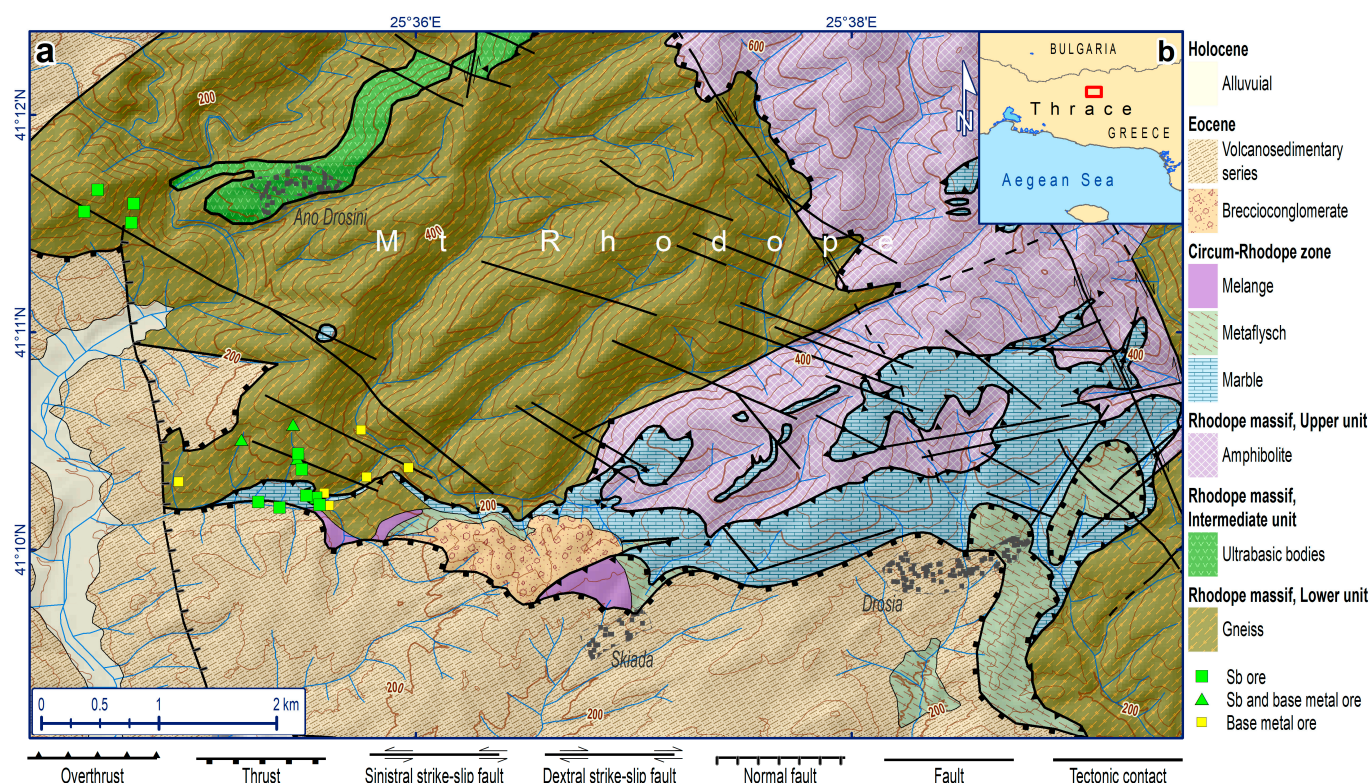 25°36'E
25°38'E
a
b
N
BULGARIA
Thrace
GREECE
Aegean Sea
41°12'N
41°11'N
41°10'N
600
200
Ano Drosini
400
Mt Rhodope
200
400
400
200
Drosia
Skiada
200
200
200
0 0.5 1 2 km
Holocene
Alluvuial
Eocene
Volcanosedimentary
series
Breccioconglomerate
Circum-Rhodope zone
Melange
Metaflysch
Marble
Rhodope massif, Upper unit
Amphibolite
Rhodope massif,
Intermediate unit
Ultrabasic bodies
Rhodope massif, Lower unit
Gneiss
Sb ore
Sb and base metal ore
Base metal ore
Overthrust
Thrust
Sinistral strike-slip fault
Dextral strike-slip fault
Normal fault
Fault
Tectonic contact